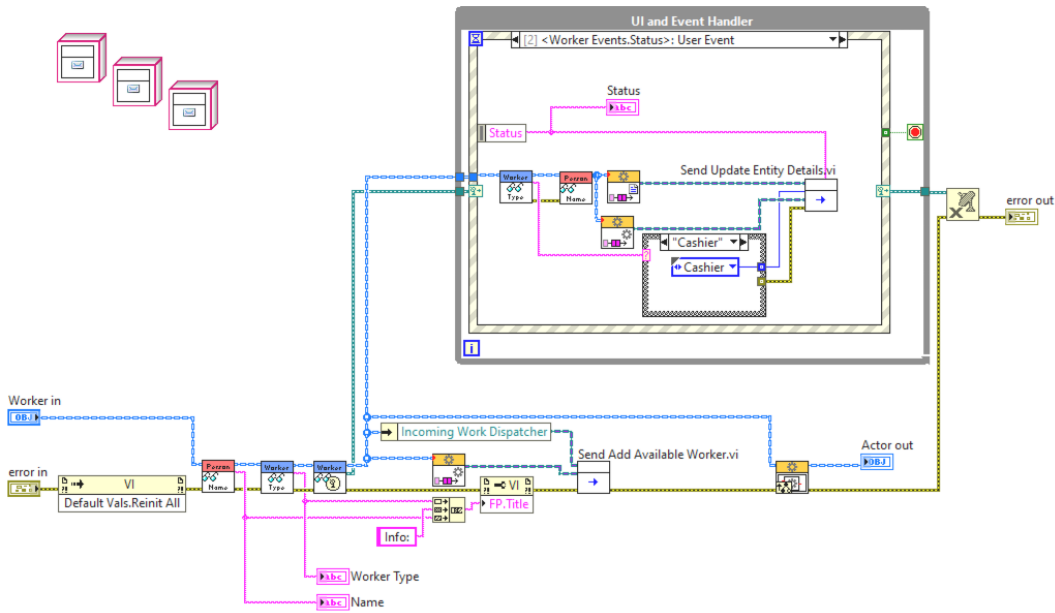 UI and Event Handler
[2] <Worker Events.Status>: User Event
Status
abc
Status
Send Update Entity Details.vi
Worker
Type
Person
Name
error out
"Cashier"
?
Cashier
i
Worker in
OBJ
Incoming Work Dispatcher
Actor out
OBJ
Send Add Available Worker.vi
error in
VI
Default Vals.Reinit All
Person
Name
Worker
Type
Worker
VI
FP.Title
Info:
abc
Worker Type
abc
Name